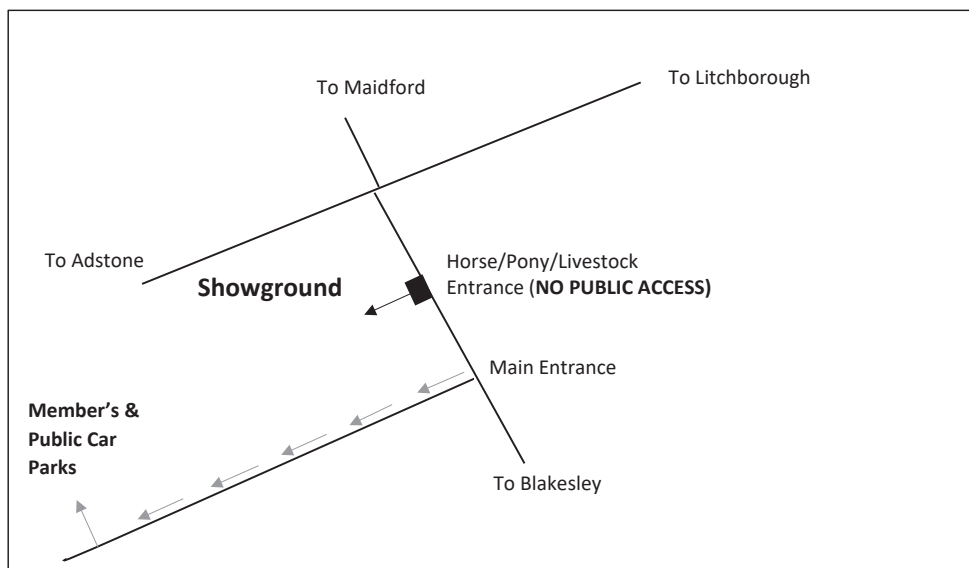 To Maidford
To Litchborough
To Adstone
Horse/Pony/Livestock
Entrance (NO PUBLIC ACCESS)
Showground
Main Entrance
Member’s &
Public Car
Parks
To Blakesley